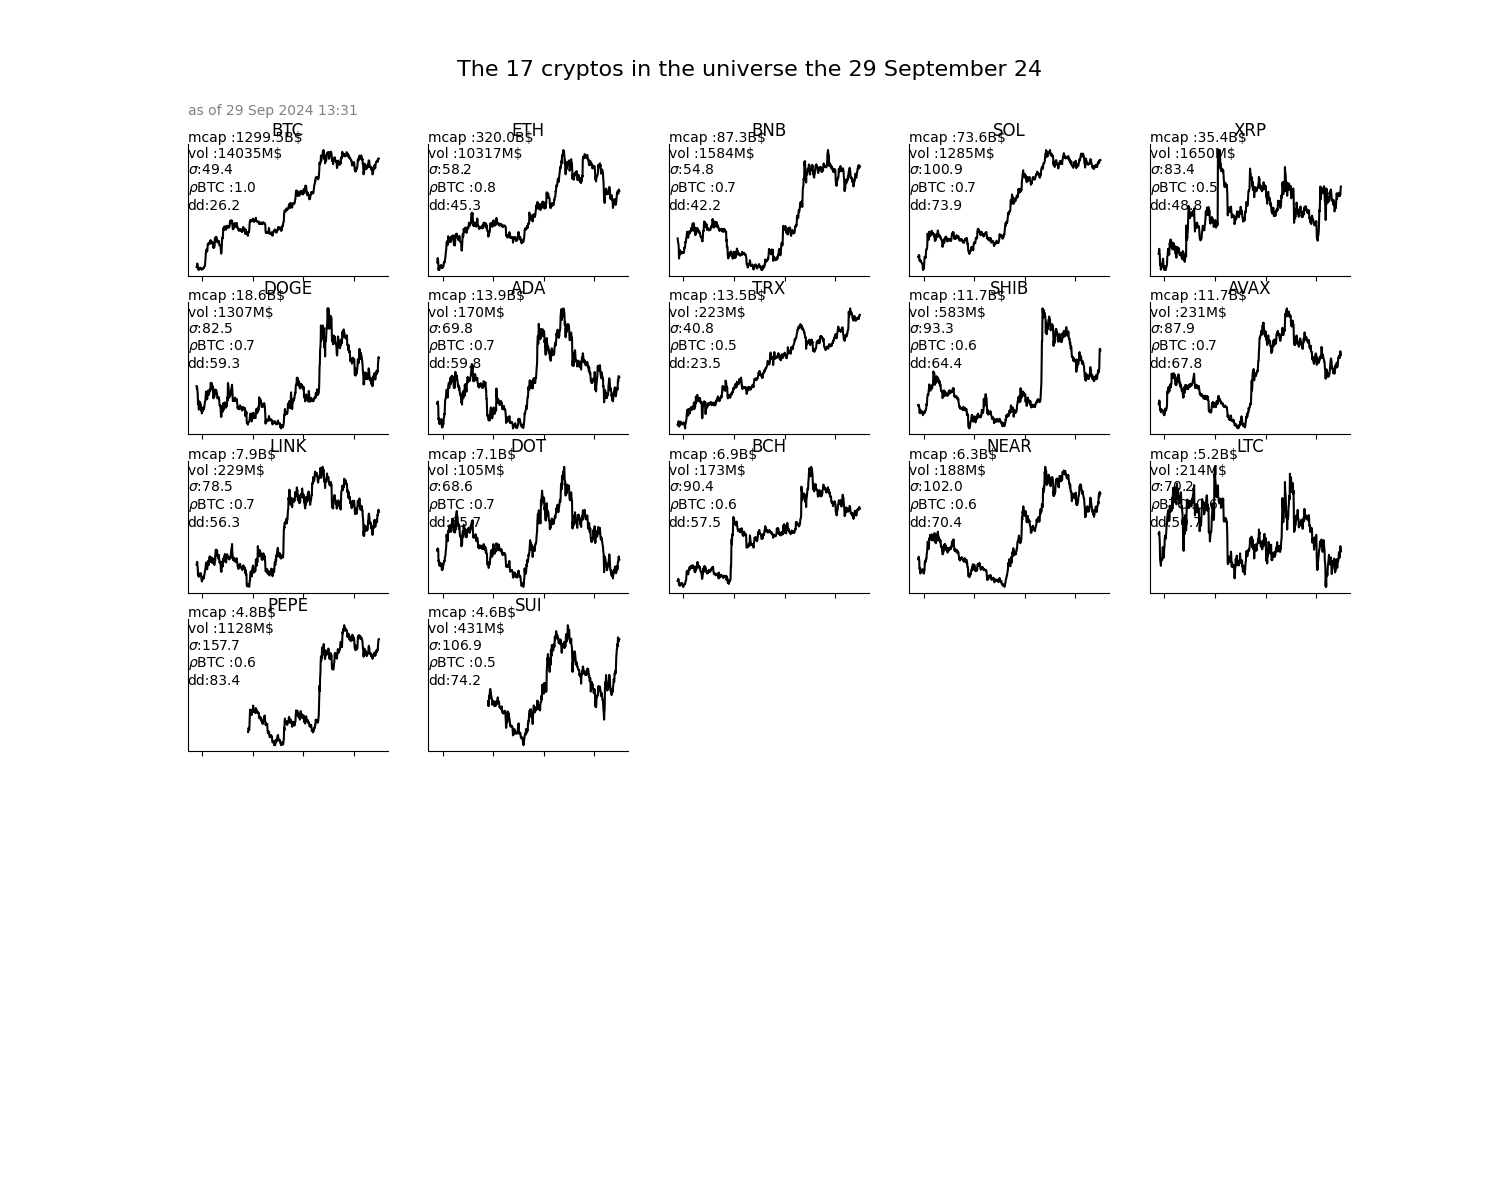 The 17 cryptos in the universe the 29 September 24
as of 29 Sep 2024 13:31
BTC
mcap :1299.5B$
vol :14035M$
σ:49.4
ρBTC :1.0
dd:26.2
ETH
mcap :320.0B$
vol :10317M$
σ:58.2
ρBTC :0.8
dd:45.3
BNB
mcap :87.3B$
vol :1584M$
σ:54.8
ρBTC :0.7
dd:42.2
SOL
mcap :73.6B$
vol :1285M$
σ:100.9
ρBTC :0.7
dd:73.9
XRP
mcap :35.4B$
vol :1650M$
σ:83.4
ρBTC :0.5
dd:48.8
DOGE
mcap :18.6B$
vol :1307M$
σ:82.5
ρBTC :0.7
dd:59.3
ADA
mcap :13.9B$
vol :170M$
σ:69.8
ρBTC :0.7
dd:59.8
TRX
mcap :13.5B$
vol :223M$
σ:40.8
ρBTC :0.5
dd:23.5
SHIB
mcap :11.7B$
vol :583M$
σ:93.3
ρBTC :0.6
dd:64.4
AVAX
mcap :11.7B$
vol :231M$
σ:87.9
ρBTC :0.7
dd:67.8
LINK
mcap :7.9B$
vol :229M$
σ:78.5
ρBTC :0.7
dd:56.3
DOT
mcap :7.1B$
vol :105M$
σ:68.6
ρBTC :0.7
BCH
mcap :6.9B$
vol :173M$
σ:90.4
ρBTC :0.6
dd:57.5
NEAR
mcap :6.3B$
vol :188M$
σ:102.0
ρBTC :0.6
dd:70.4
LTC
mcap :5.2B$
vol :214M$
σ:70.2
ρBTC :0.6
PEPE
mcap :4.8B$
vol :1128M$
σ:157.7
ρBTC :0.6
dd:83.4
SUI
mcap :4.6B$
vol :431M$
σ:106.9
ρBTC :0.5
dd:74.2